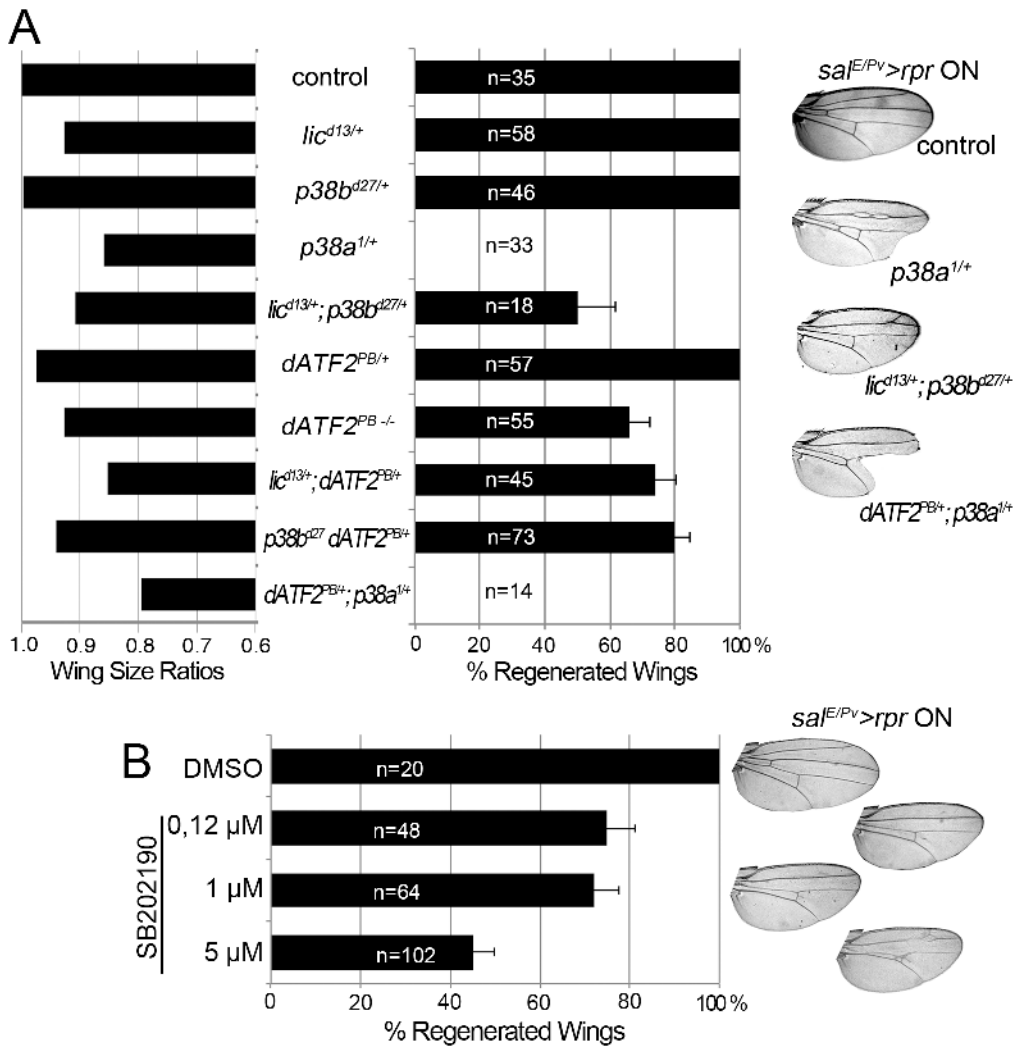 A
control
lic^d13/+
p38b^d27/+
p38a^1/+
lic^d13/+; p38b^d27/+
dATF2^PB/+
dATF2^PB -/-
lic^d13/+; dATF2^PB/+
p38b^d27 dATF2^PB/+
dATF2^PB/+; p38a^1/+
1.0 0.9 0.8 0.7 0.6
Wing Size Ratios
n=35
n=58
n=46
n=33
n=18
n=57
n=55
n=45
n=73
n=14
0 20 40 60 80 100 %
% Regenerated Wings
sal^E/Pv>rpr ON
control
p38a^1/+
lic^d13/+; p38b^d27/+
dATF2^PB/+; p38a^1/+
B
SB202190
DMSO
0,12 µM
1 µM
5 µM
n=20
n=48
n=64
n=102
0 20 40 60 80 100 %
% Regenerated Wings
sal^E/Pv>rpr ON